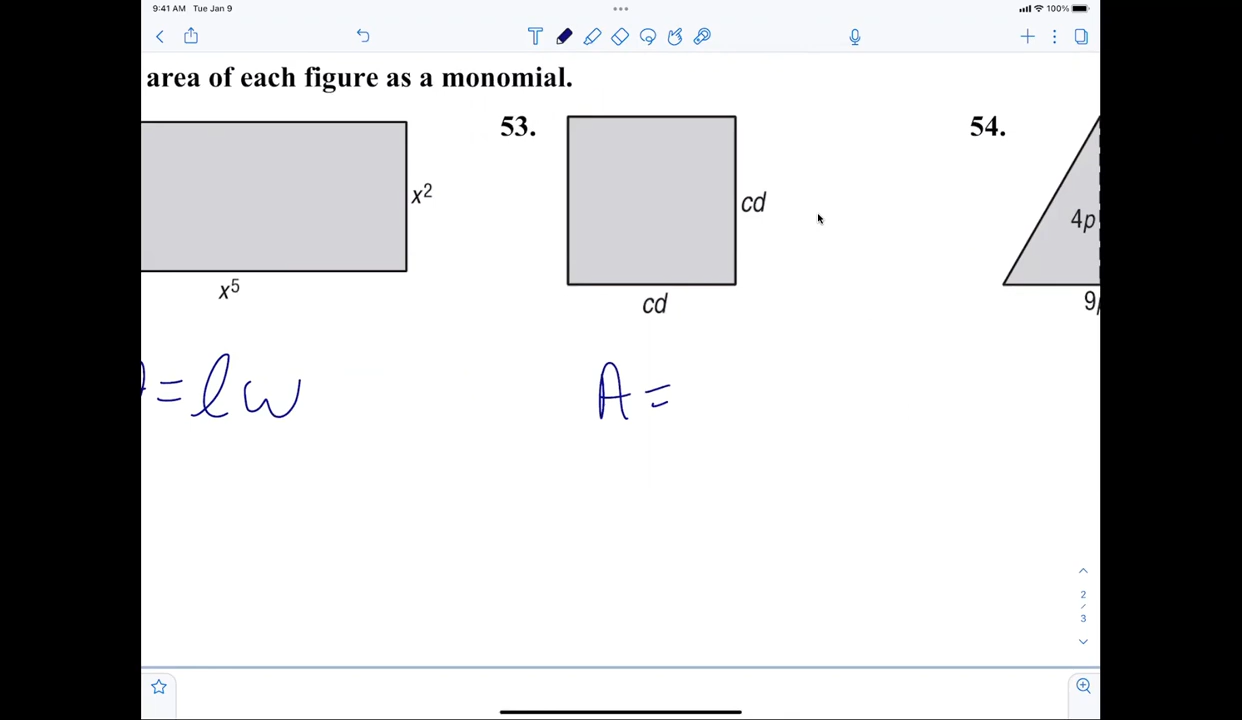 9:41 AM Tue Jan 9
100%
area of each figure as a monomial.
53.
54.
x²
cd
4p
x⁵
cd
= lw
A =
2
/
3